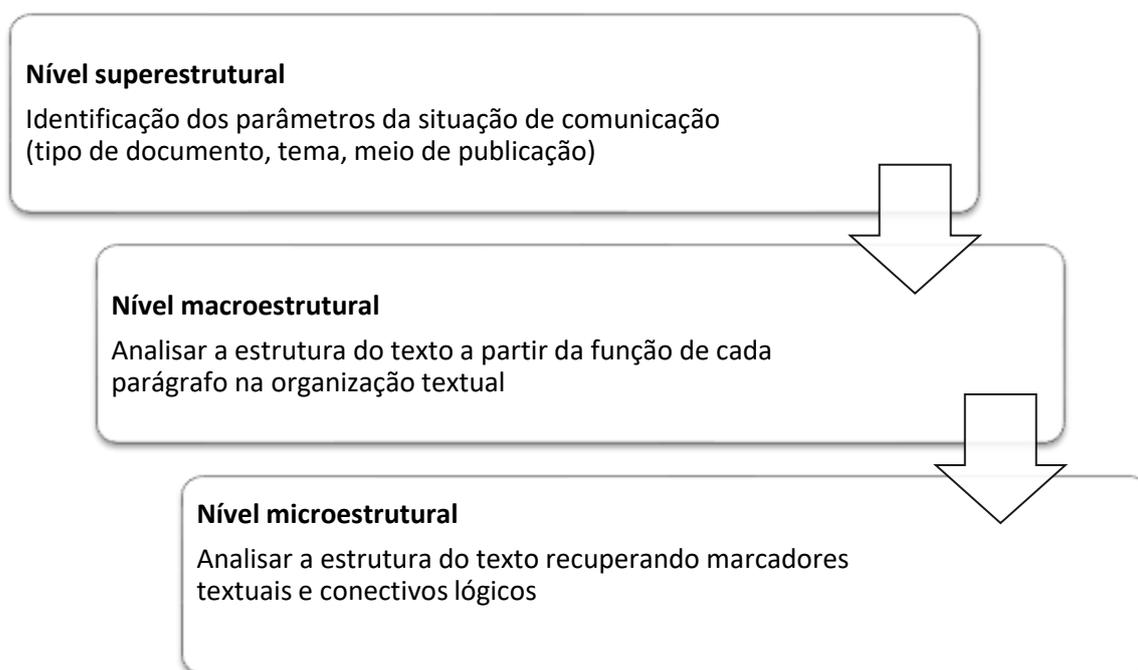 Nível superestrutural
Identificação dos parâmetros da situação de comunicação
(tipo de documento, tema, meio de publicação)
Nível macroestrutural
Analisar a estrutura do texto a partir da função de cada
parágrafo na organização textual
Nível microestrutural
Analisar a estrutura do texto recuperando marcadores
textuais e conectivos lógicos